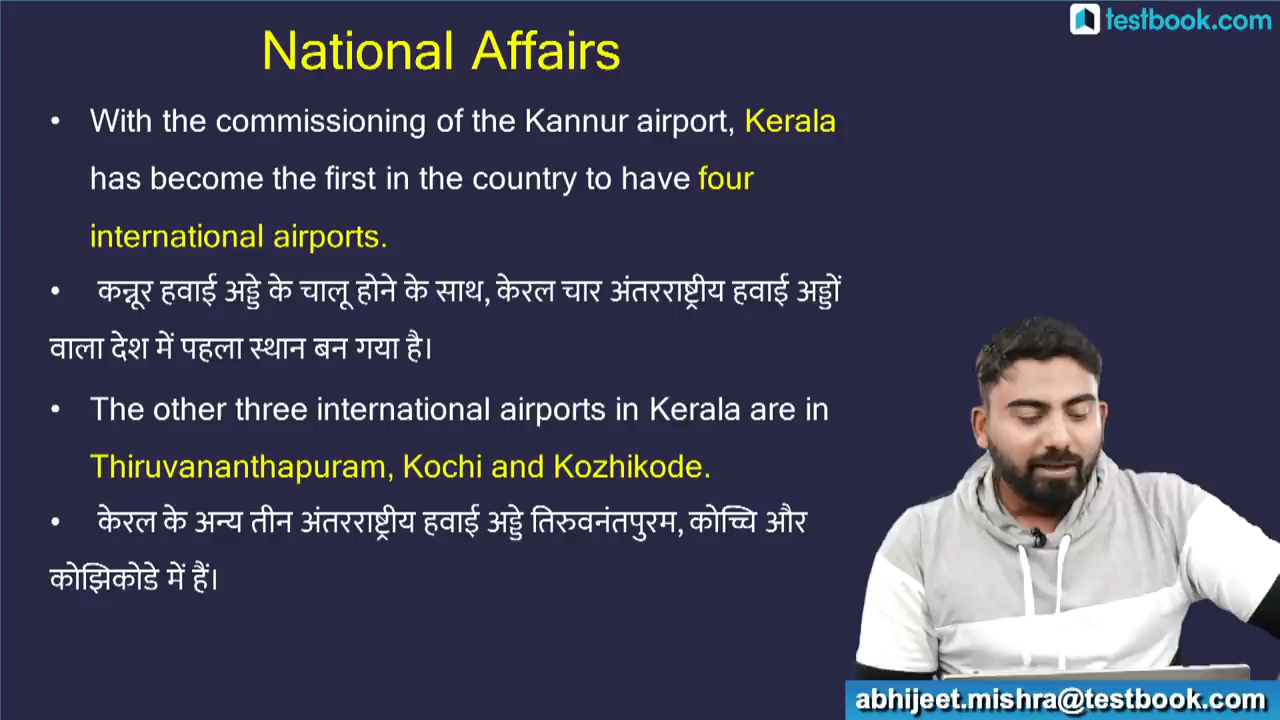 testbook.com
National Affairs
• With the commissioning of the Kannur airport, Kerala
has become the first in the country to have four
international airports.
• कन्नूर हवाई अड्डे के चालू होने के साथ, केरल चार अंतरराष्ट्रीय हवाई अड्डों
वाला देश में पहला स्थान बन गया है।
• The other three international airports in Kerala are in
Thiruvananthapuram, Kochi and Kozhikode.
• केरल के अन्य तीन अंतरराष्ट्रीय हवाई अड्डे तिरुवनंतपुरम, कोच्चि और
कोझिकोडे में हैं।
abhijeet.mishra@testbook.com